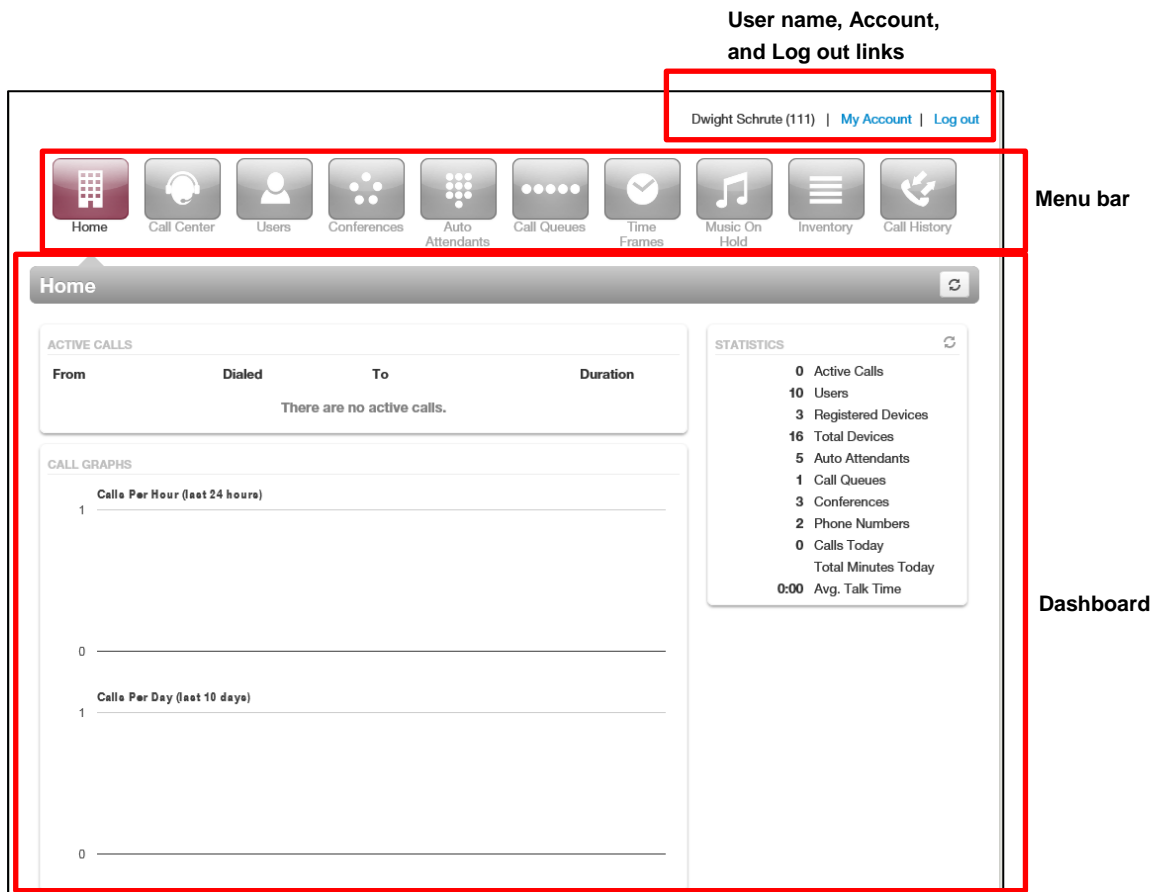 User name, Account,
and Log out links
Dwight Schrute (111) | My Account | Log out
Home
Call Center
Users
Conferences
Auto
Attendants
Call Queues
Time
Frames
Music On
Hold
Inventory
Call History
Menu bar
Home
ACTIVE CALLS
From Dialed To Duration
There are no active calls.
STATISTICS
0 Active Calls
10 Users
3 Registered Devices
16 Total Devices
5 Auto Attendants
1 Call Queues
3 Conferences
2 Phone Numbers
0 Calls Today
Total Minutes Today
0:00 Avg. Talk Time
Dashboard
CALL GRAPHS
Calls Per Hour (last 24 hours)
1
0
Calls Per Day (last 10 days)
1
0